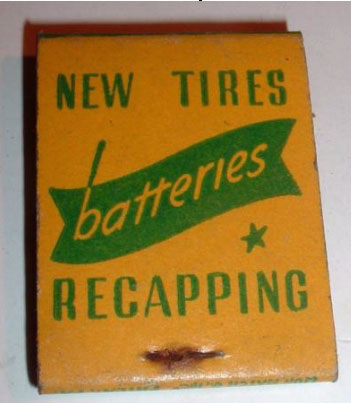 NEW TIRES
batteries
RECAPPING